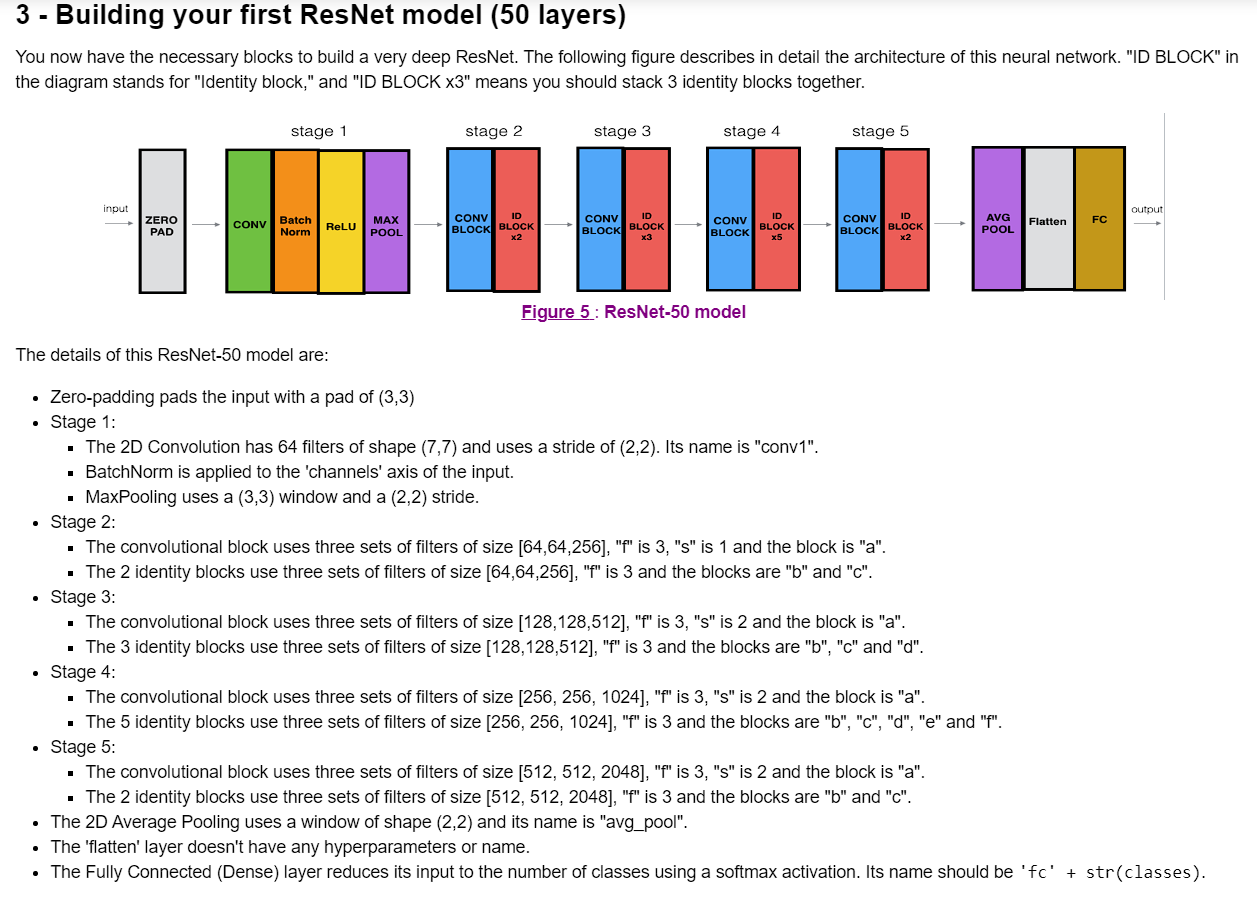 3 - Building your first ResNet model (50 layers)
You now have the necessary blocks to build a very deep ResNet. The following figure describes in detail the architecture of this neural network. "ID BLOCK" in
the diagram stands for "Identity block," and "ID BLOCK x3" means you should stack 3 identity blocks together.
stage 1
stage 2
stage 3
stage 4
stage 5
input
ZERO
PAD
CONV
Batch
Norm
ReLU
MAX
POOL
CONV
BLOCK
ID
BLOCK
x2
CONV
BLOCK
ID
BLOCK
x3
CONV
BLOCK
ID
BLOCK
x5
CONV
BLOCK
ID
BLOCK
x2
AVG
POOL
Flatten
FC
output
Figure 5 : ResNet-50 model
The details of this ResNet-50 model are:
• Zero-padding pads the input with a pad of (3,3)
• Stage 1:
▪ The 2D Convolution has 64 filters of shape (7,7) and uses a stride of (2,2). Its name is "conv1".
▪ BatchNorm is applied to the 'channels' axis of the input.
▪ MaxPooling uses a (3,3) window and a (2,2) stride.
• Stage 2:
▪ The convolutional block uses three sets of filters of size [64,64,256], "f" is 3, "s" is 1 and the block is "a".
▪ The 2 identity blocks use three sets of filters of size [64,64,256], "f" is 3 and the blocks are "b" and "c".
• Stage 3:
▪ The convolutional block uses three sets of filters of size [128,128,512], "f" is 3, "s" is 2 and the block is "a".
▪ The 3 identity blocks use three sets of filters of size [128,128,512], "f" is 3 and the blocks are "b", "c" and "d".
• Stage 4:
▪ The convolutional block uses three sets of filters of size [256, 256, 1024], "f" is 3, "s" is 2 and the block is "a".
▪ The 5 identity blocks use three sets of filters of size [256, 256, 1024], "f" is 3 and the blocks are "b", "c", "d", "e" and "f".
• Stage 5:
▪ The convolutional block uses three sets of filters of size [512, 512, 2048], "f" is 3, "s" is 2 and the block is "a".
▪ The 2 identity blocks use three sets of filters of size [512, 512, 2048], "f" is 3 and the blocks are "b" and "c".
• The 2D Average Pooling uses a window of shape (2,2) and its name is "avg_pool".
• The 'flatten' layer doesn't have any hyperparameters or name.
• The Fully Connected (Dense) layer reduces its input to the number of classes using a softmax activation. Its name should be 'fc' + str(classes).